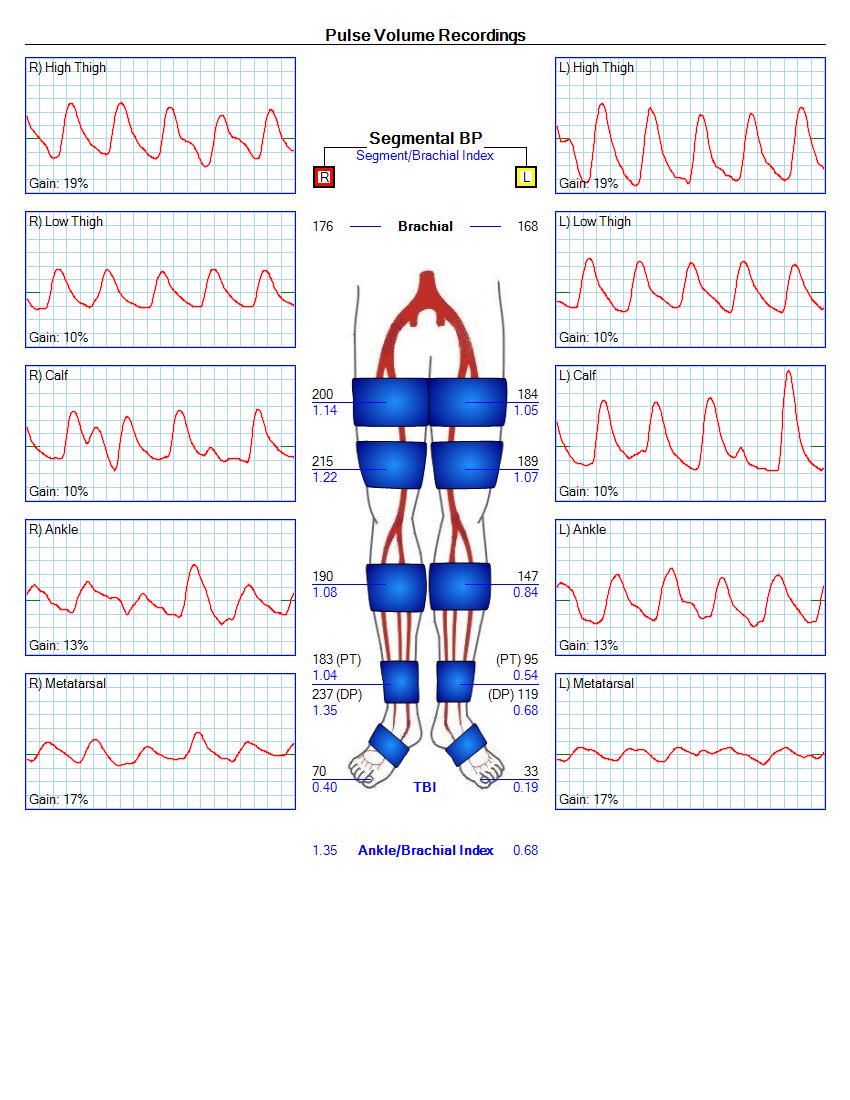 Pulse Volume Recordings
R) High Thigh
Gain: 19%
R) Low Thigh
Gain: 10%
R) Calf
Gain: 10%
R) Ankle
Gain: 13%
R) Metatarsal
Gain: 17%
Segmental BP
Segment/Brachial Index
R L
176 Brachial 168
200 184
1.14 1.05
215 189
1.22 1.07
190 147
1.08 0.84
183 (PT) (PT) 95
1.04 0.54
237 (DP) (DP) 119
1.35 0.68
70 33
0.40 TBI 0.19
1.35 Ankle/Brachial Index 0.68
L) High Thigh
Gain: 19%
L) Low Thigh
Gain: 10%
L) Calf
Gain: 10%
L) Ankle
Gain: 13%
L) Metatarsal
Gain: 17%